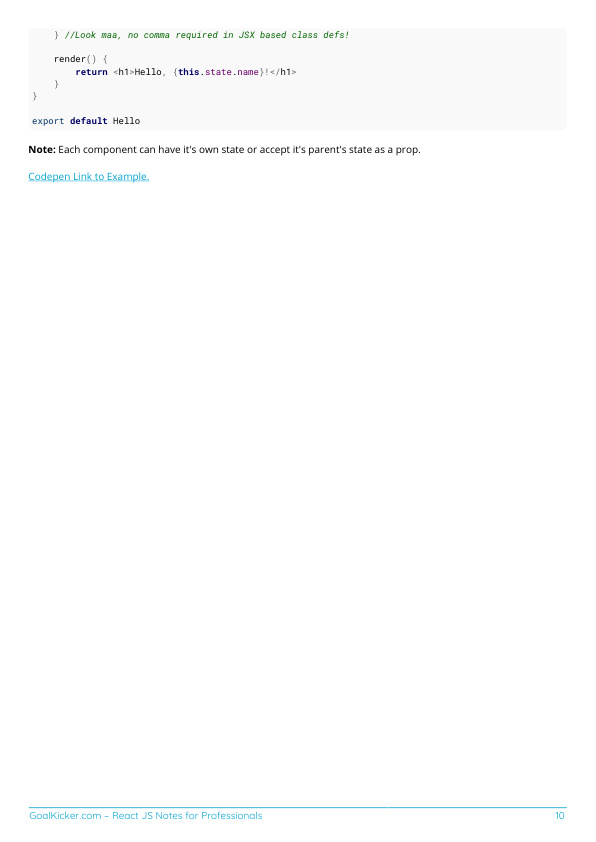 } //Look maa, no comma required in JSX based class defs!

    render() {
        return <h1>Hello, {this.state.name}!</h1>
    }
}

export default Hello
Note: Each component can have it's own state or accept it's parent's state as a prop.
Codepen Link to Example.
GoalKicker.com – React JS Notes for Professionals
10